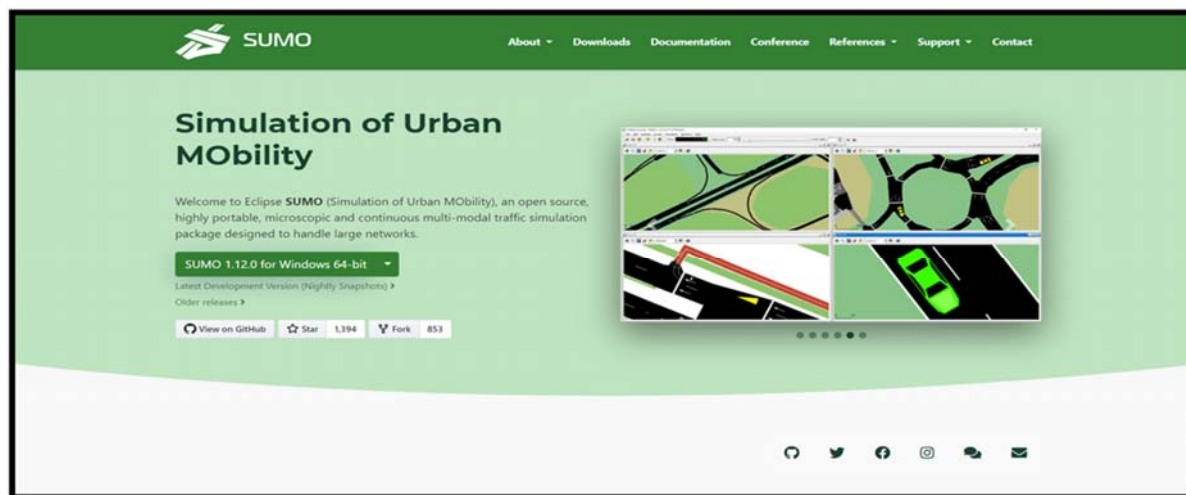 SUMO
About Downloads Documentation Conference References Support Contact
Simulation of Urban
MObility
Welcome to Eclipse SUMO (Simulation of Urban MObility), an open source,
highly portable, microscopic and continuous multi-modal traffic simulation
package designed to handle large networks.
SUMO 1.12.0 for Windows 64-bit
Latest Development Version (Nightly Snapshots) >
Older releases >
View on GitHub Star 1,394 Fork 853